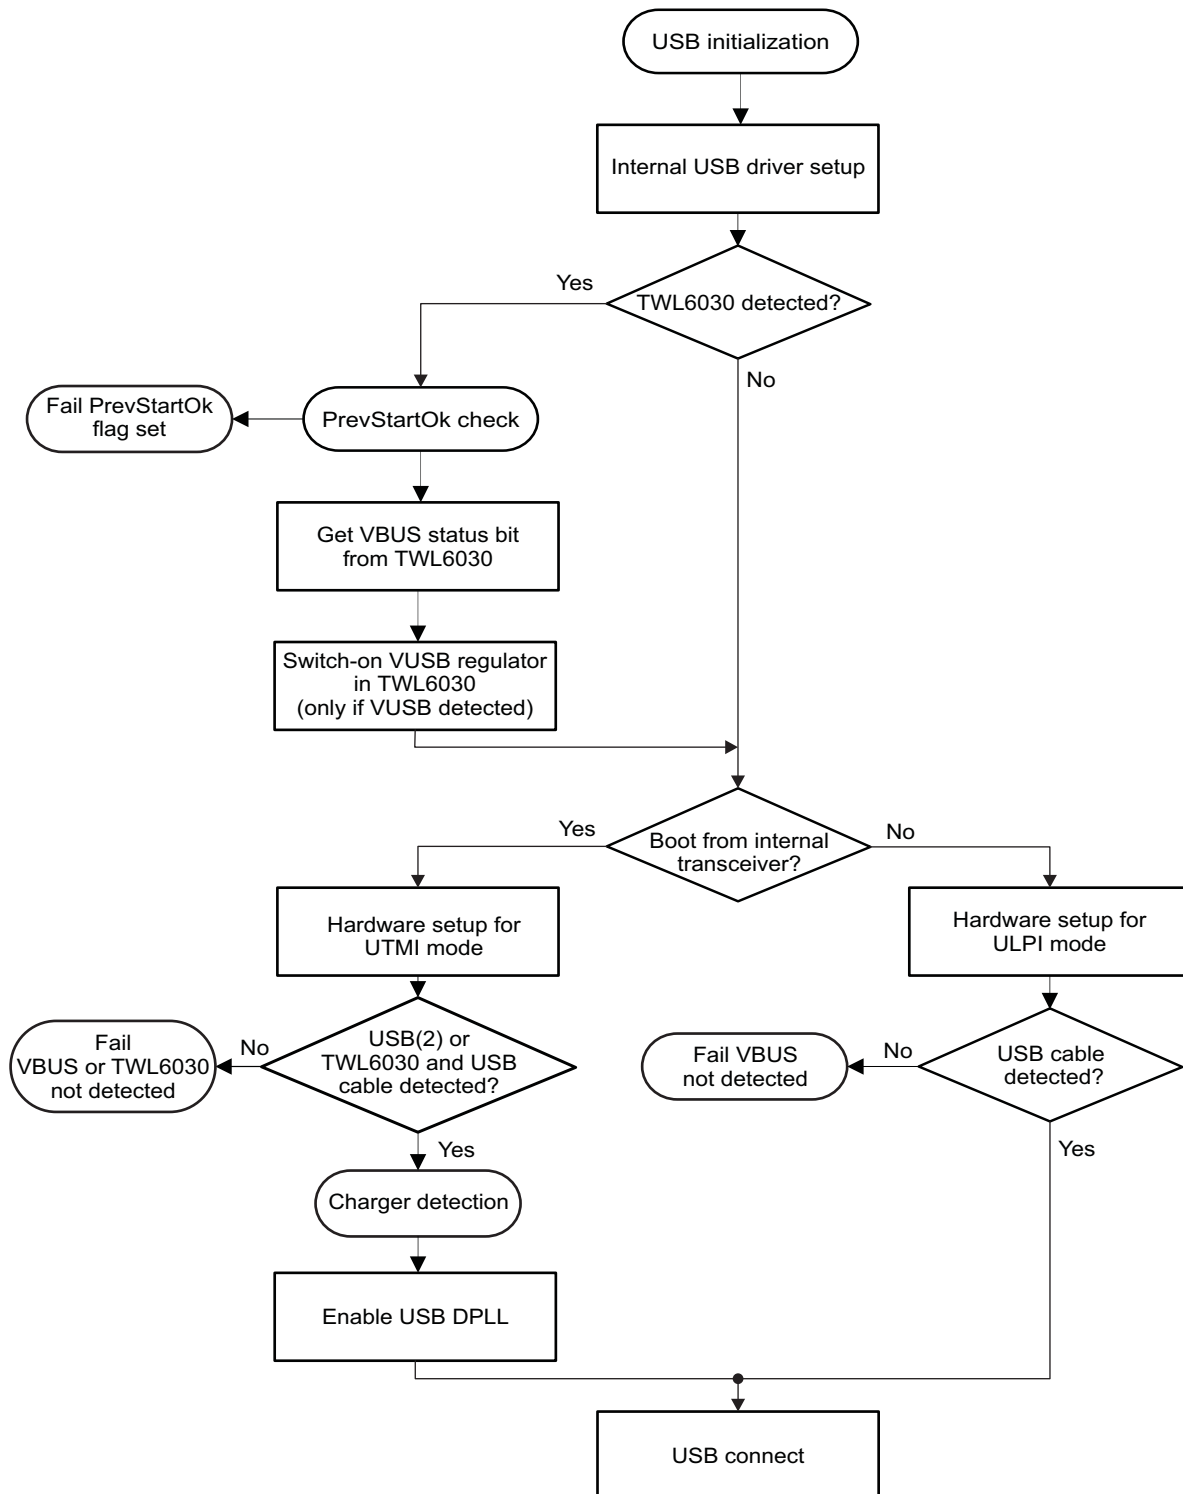 USB initialization
Internal USB driver setup
Yes
TWL6030 detected?
No
Fail PrevStartOk
flag set
PrevStartOk check
Get VBUS status bit
from TWL6030
Switch-on VUSB regulator
in TWL6030
(only if VUSB detected)
Yes
Boot from internal
transceiver?
No
Hardware setup for
UTMI mode
Hardware setup for
ULPI mode
Fail
VBUS or TWL6030
not detected
No
USB(2) or
TWL6030 and USB
cable detected?
Fail VBUS
not detected
No
USB cable
detected?
Yes
Yes
Charger detection
Enable USB DPLL
USB connect